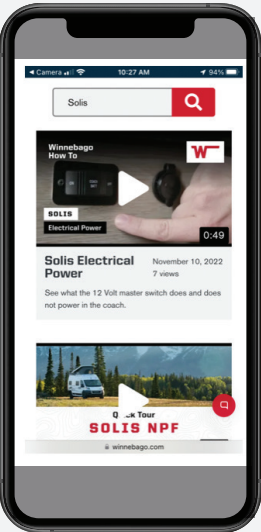 Camera
10:27 AM
94%
Solis
Winnebago
How To
W
SOLIS
Electrical Power
0:49
Solis Electrical
Power
November 10, 2022
7 views
See what the 12 Volt master switch does and does
not power in the coach.
Tour
SOLIS NPF
winnebago.com